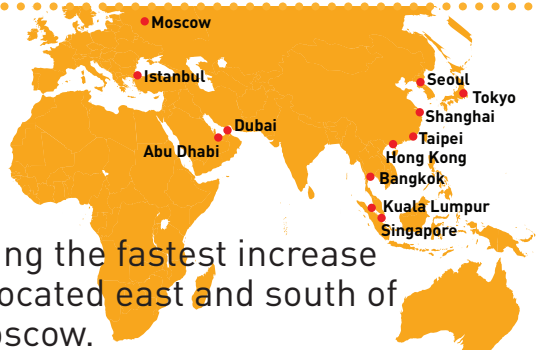 Moscow
Istanbul
Seoul
Tokyo
Shanghai
Dubai
Taipei
Abu Dhabi
Hong Kong
Bangkok
Kuala Lumpur
Singapore
ng the fastest increase
ocated east and south of
oscow.